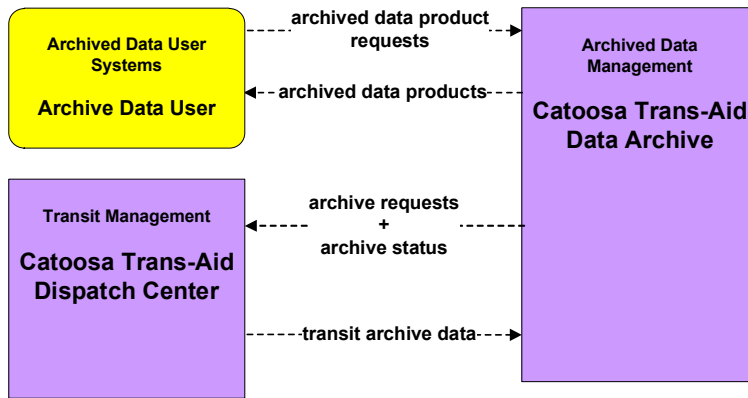 Archived Data User
Systems
Archive Data User
archived data product
requests
archived data products
Archived Data
Management
Catoosa Trans-Aid
Data Archive
Transit Management
Catoosa Trans-Aid
Dispatch Center
archive requests
+
archive status
transit archive data